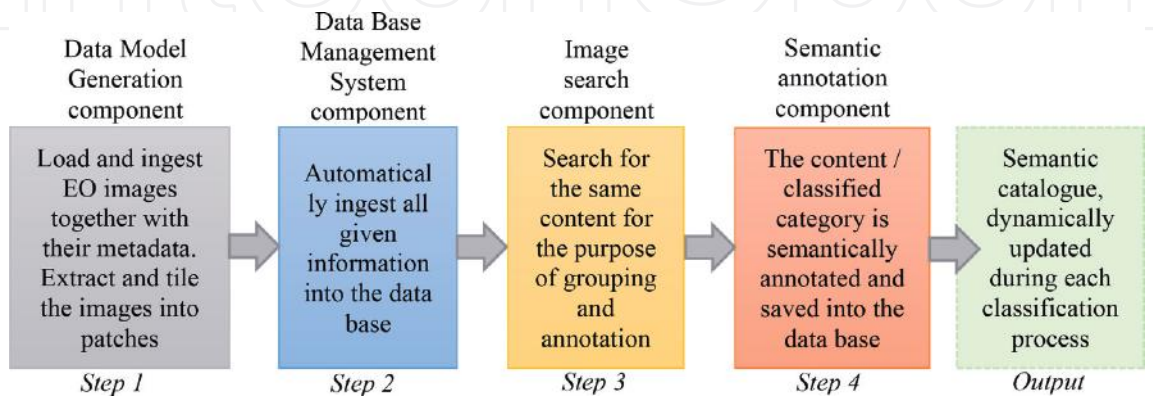 Data Model
Generation
component
Load and ingest
EO images
together with
their metadata.
Extract and tile
the images into
patches
Step 1
Data Base
Management
System
component
Automatical
ly ingest all
given
information
into the data
base
Step 2
Image
search
component
Search for
the same
content for
the purpose
of grouping
and
annotation
Step 3
Semantic
annotation
component
The content /
classified
category is
semantically
annotated and
saved into the
data base
Step 4
Semantic
catalogue,
dynamically
updated
during each
classification
process
Output